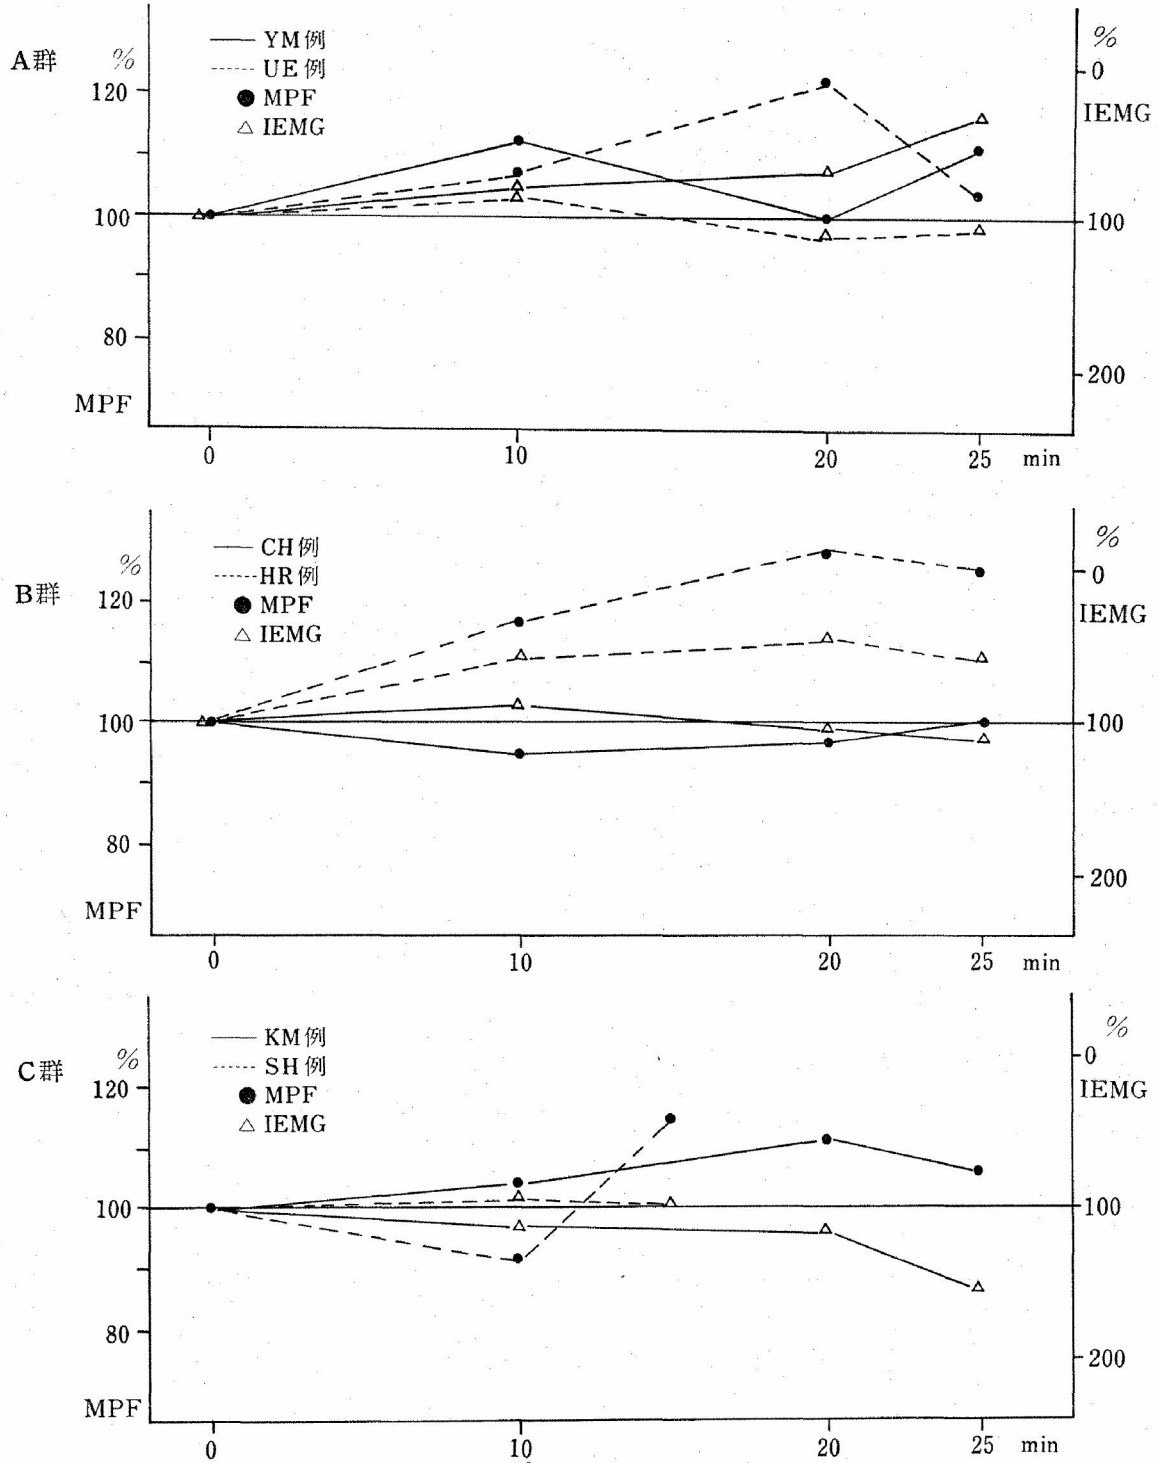 A群
%
YM例
UE例
MPF
IEMG
120
100
80
MPF
%
0
IEMG
100
200
0 10 20 25 min
B群
%
CH例
HR例
MPF
IEMG
120
100
80
MPF
%
0
IEMG
100
200
0 10 20 25 min
C群
%
KM例
SH例
MPF
IEMG
120
100
80
MPF
%
0
IEMG
100
200
0 10 20 25 min